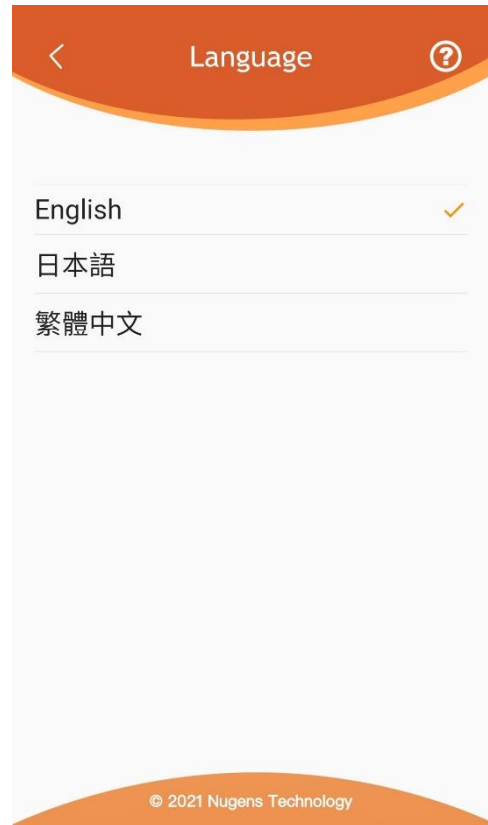 Language
English
日本語
繁體中文
© 2021 Nugens Technology